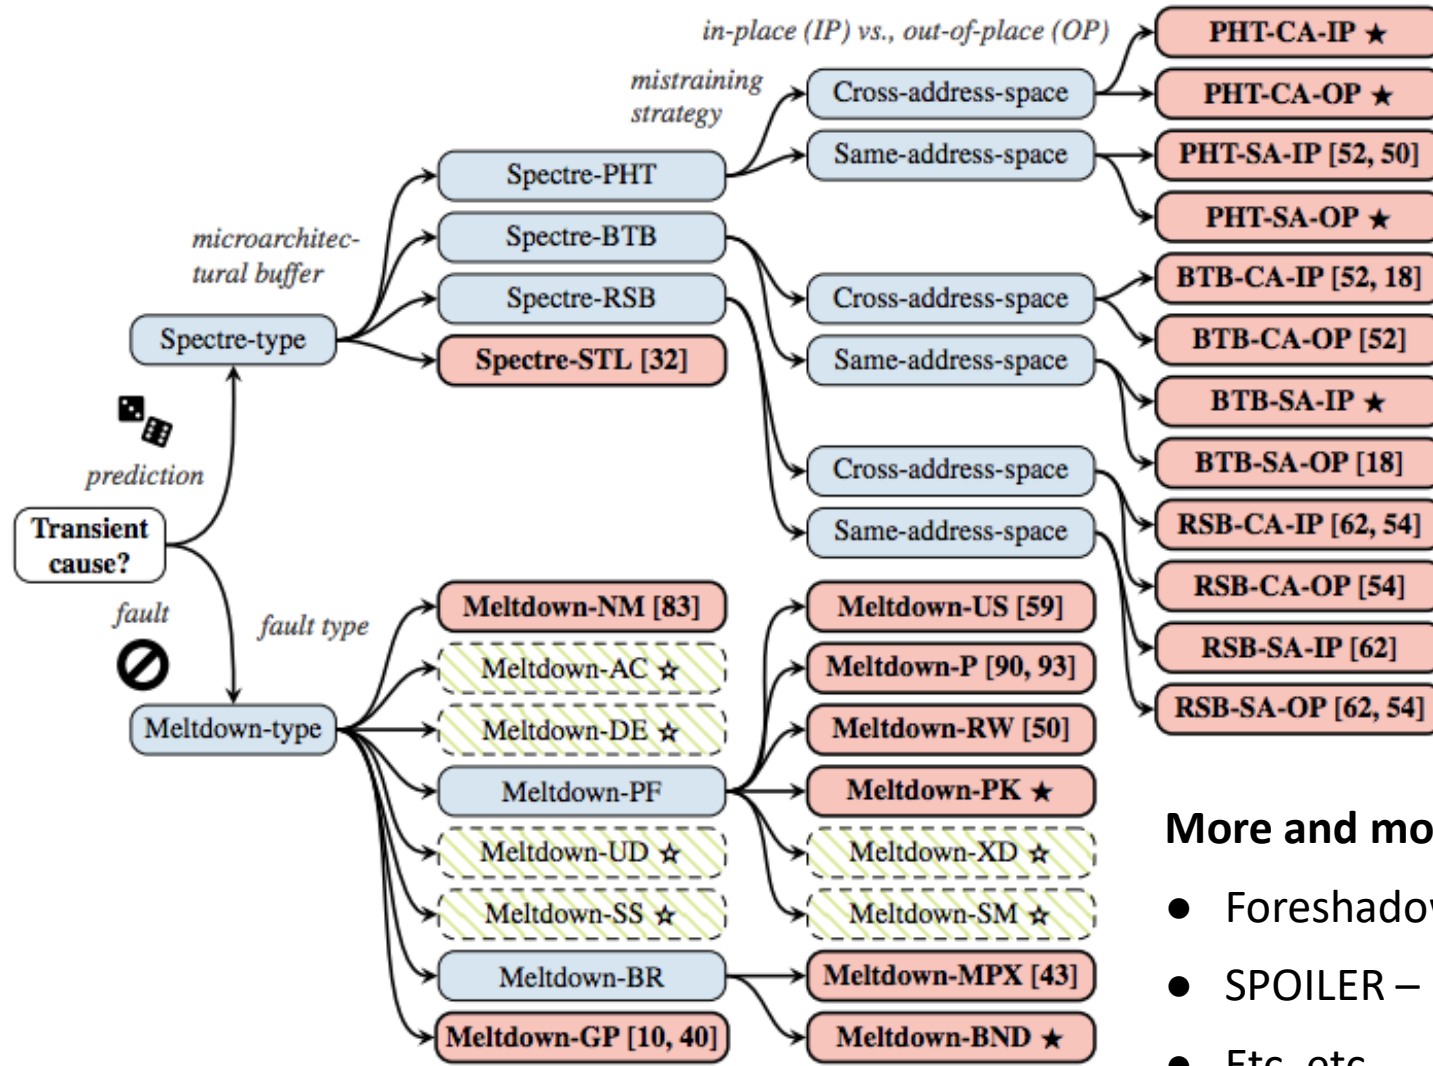 in-place (IP) vs., out-of-place (OP)
mistraining
strategy
microarchitec-
tural buffer
prediction
Transient
cause?
fault
fault type
Spectre-type
Meltdown-type
Spectre-PHT
Spectre-BTB
Spectre-RSB
Spectre-STL [32]
Cross-address-space
Same-address-space
Cross-address-space
Same-address-space
Cross-address-space
Same-address-space
PHT-CA-IP ★
PHT-CA-OP ★
PHT-SA-IP [52, 50]
PHT-SA-OP ★
BTB-CA-IP [52, 18]
BTB-CA-OP [52]
BTB-SA-IP ★
BTB-SA-OP [18]
RSB-CA-IP [62, 54]
RSB-CA-OP [54]
RSB-SA-IP [62]
RSB-SA-OP [62, 54]
Meltdown-NM [83]
Meltdown-AC ☆
Meltdown-DE ☆
Meltdown-PF
Meltdown-UD ☆
Meltdown-SS ☆
Meltdown-BR
Meltdown-GP [10, 40]
Meltdown-US [59]
Meltdown-P [90, 93]
Meltdown-RW [50]
Meltdown-PK ★
Meltdown-XD ☆
Meltdown-SM ☆
Meltdown-MPX [43]
Meltdown-BND ★
More and mo
● Foreshadow
● SPOILER –
● Etc. etc.